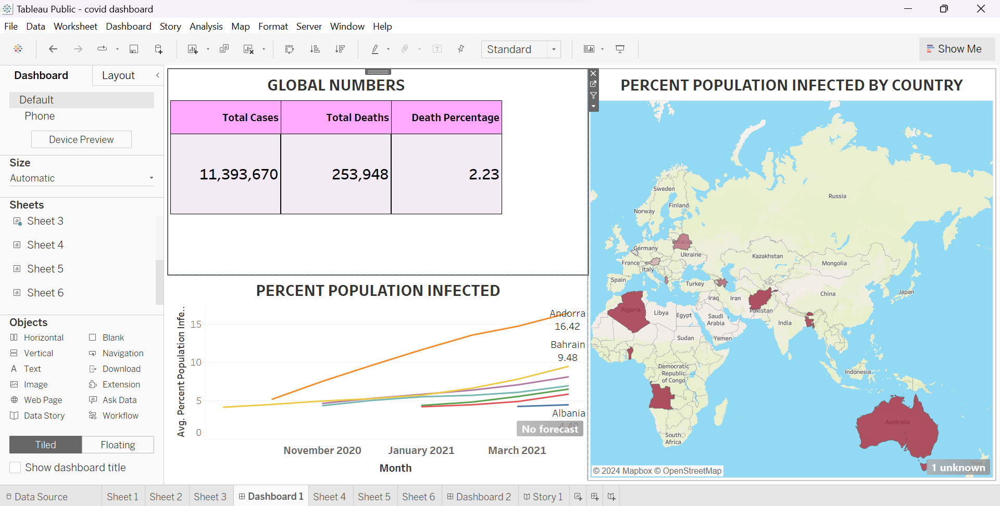 Tableau Public - covid dashboard
File Data Worksheet Dashboard Story Analysis Map Format Server Window Help
Standard
Show Me
Dashboard
Layout
Default
Phone
Device Preview
Size
Automatic
Sheets
Sheet 3
Sheet 4
Sheet 5
Sheet 6
Objects
Horizontal
Blank
Vertical
Navigation
Text
Download
Image
Extension
Web Page
Ask Data
Data Story
Workflow
Tiled
Floating
Show dashboard title
GLOBAL NUMBERS
Total Cases
Total Deaths
Death Percentage
11,393,670
253,948
2.23
PERCENT POPULATION INFECTED
Avg. Percent Population Infe..
15
10
5
0
Andorra
16.42
Bahrain
9.48
Albania
4.48
No forecast
November 2020
January 2021
March 2021
Month
PERCENT POPULATION INFECTED BY COUNTRY
Sweden
Russia
Finland
Norway
Belarus
Germany
Ukraine
Kazakhstan
France
Mongolia
Italy
Spain
Turkey
Japan
China
Iraq
Iran
Algeria
Libya
Egypt
Pakistan
Saudi
Arabia
India
Sudan
Yemen
Democratic
Republic
of Congo
Indonesia
Australia
South
Africa
New
1 unknown
© 2024 Mapbox © OpenStreetMap
Data Source
Sheet 1
Sheet 2
Sheet 3
Dashboard 1
Sheet 4
Sheet 5
Sheet 6
Dashboard 2
Story 1